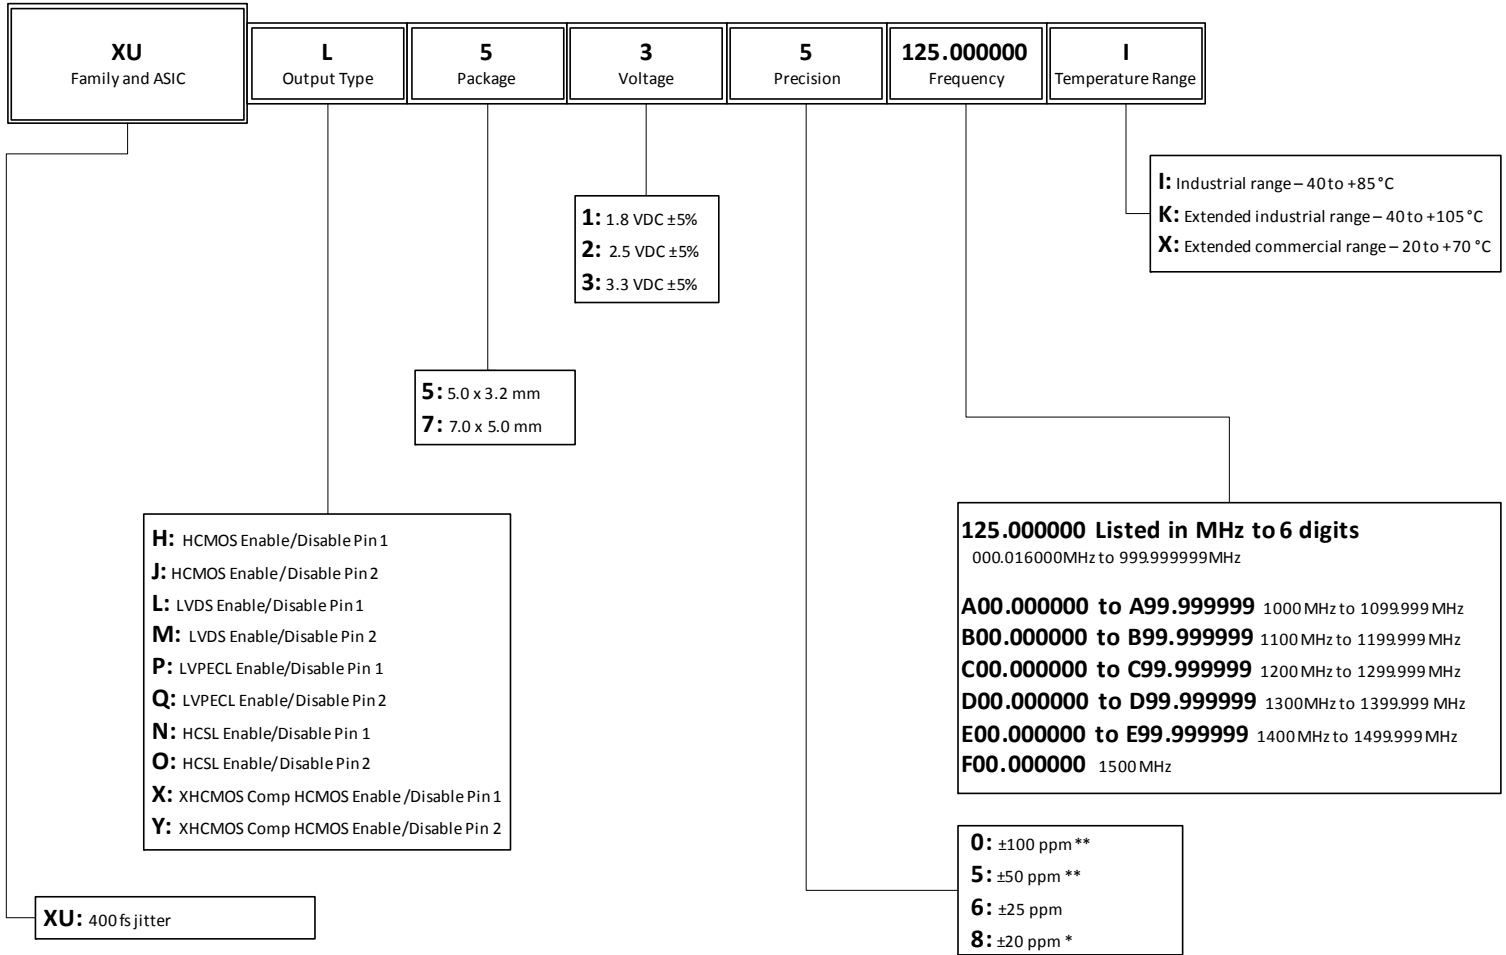 XU
Family and ASIC
L
Output Type
5
Package
3
Voltage
5
Precision
125.000000
Frequency
I
Temperature Range
I: Industrial range – 40 to +85 °C
K: Extended industrial range – 40 to +105 °C
X: Extended commercial range – 20 to +70 °C
1: 1.8 VDC ±5%
2: 2.5 VDC ±5%
3: 3.3 VDC ±5%
5: 5.0 x 3.2 mm
7: 7.0 x 5.0 mm
H: HCMOS Enable/Disable Pin 1
J: HCMOS Enable/Disable Pin 2
L: LVDS Enable/Disable Pin 1
M: LVDS Enable/Disable Pin 2
P: LVPECL Enable/Disable Pin 1
Q: LVPECL Enable/Disable Pin 2
N: HCSL Enable/Disable Pin 1
O: HCSL Enable/Disable Pin 2
X: XHCMOS Comp HCMOS Enable/Disable Pin 1
Y: XHCMOS Comp HCMOS Enable/Disable Pin 2
125.000000 Listed in MHz to 6 digits
000.016000MHz to 999.999999MHz
A00.000000 to A99.999999 1000 MHz to 1099.999 MHz
B00.000000 to B99.999999 1100 MHz to 1199.999 MHz
C00.000000 to C99.999999 1200 MHz to 1299.999 MHz
D00.000000 to D99.999999 1300 MHz to 1399.999 MHz
E00.000000 to E99.999999 1400 MHz to 1499.999 MHz
F00.000000 1500 MHz
0: ±100 ppm **
5: ±50 ppm **
6: ±25 ppm
8: ±20 ppm *
XU: 400 fs jitter